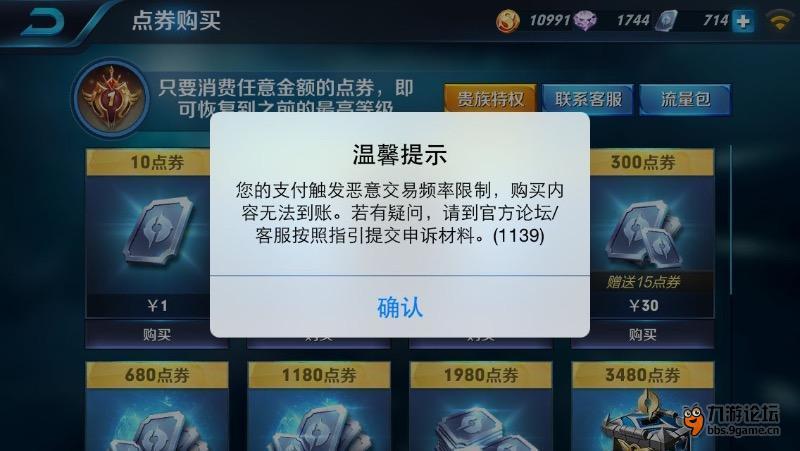 点券购买
10991
1744
714
1
只要消费任意金额的点券，即
可恢复到之前的最高等级
贵族特权
联系客服
流量包
10点券
300点券
温馨提示
您的支付触发恶意交易频率限制，购买内
容无法到账。若有疑问，请到官方论坛/
客服按照指引提交申诉材料。(1139)
确认
赠送15点券
¥1
¥30
购买
购买
680点券
1180点券
1980点券
3480点券
九游论坛
bbs.9game.cn